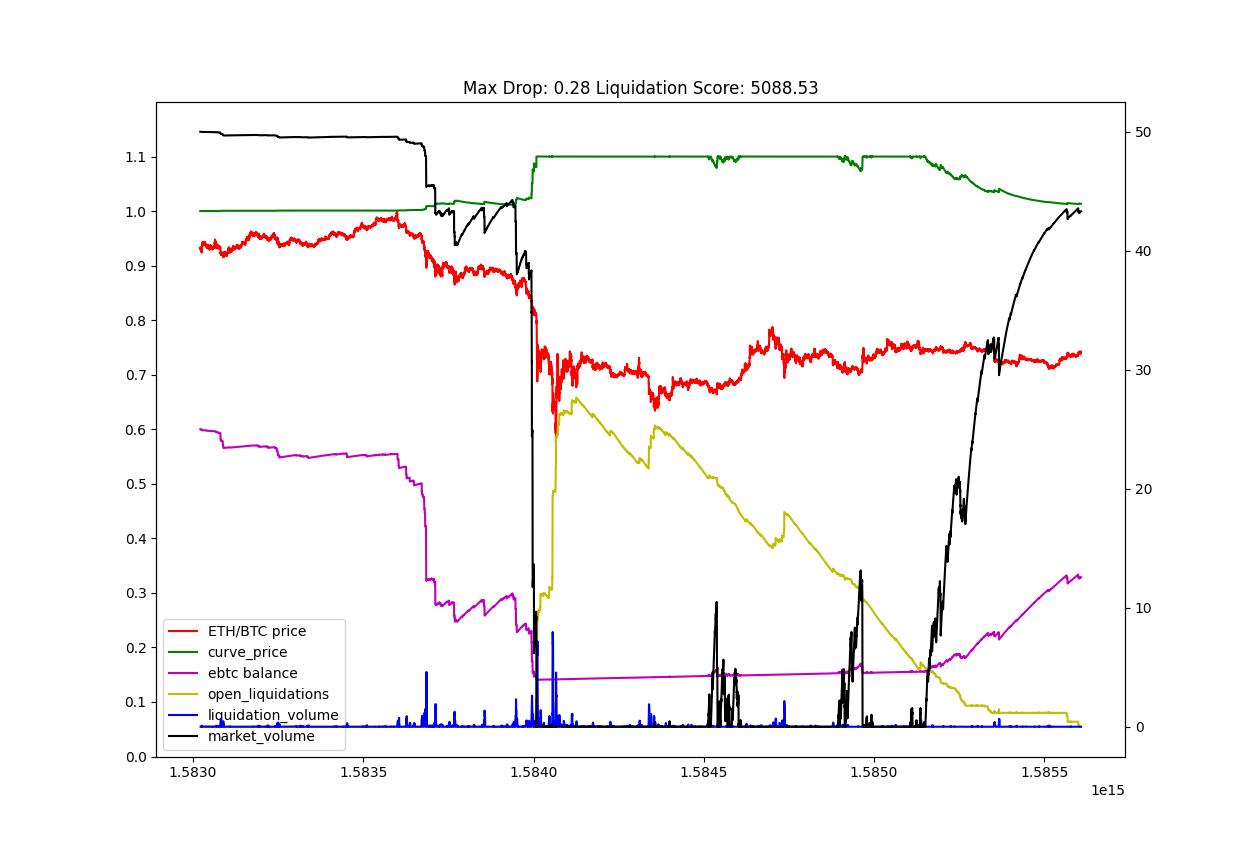 Max Drop: 0.28 Liquidation Score: 5088.53
1.1
1.0
0.9
0.8
0.7
0.6
0.5
0.4
0.3
0.2
0.1
0.0
50
40
30
20
10
0
ETH/BTC price
curve_price
ebtc balance
open_liquidations
liquidation_volume
market_volume
1.5830 1.5835 1.5840 1.5845 1.5850 1.5855
1e15